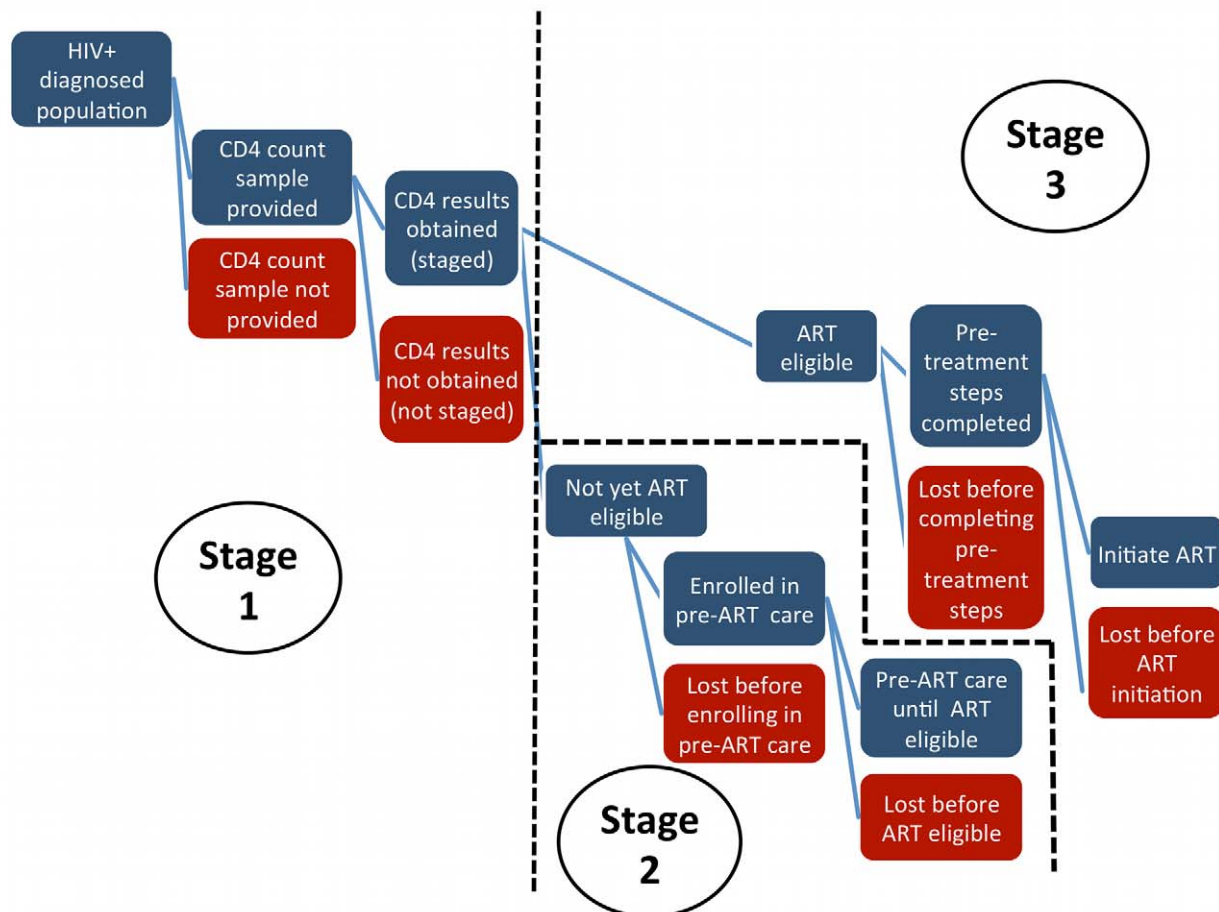 HIV+
diagnosed
population
CD4 count
sample
provided
CD4 count
sample not
provided
CD4 results
obtained
(staged)
CD4 results
not obtained
(not staged)
Stage
1
Not yet ART
eligible
Enrolled in
pre-ART care
Lost before
enrolling in
pre-ART care
Pre-ART care
until ART
eligible
Lost before
ART eligible
Stage
2
Stage
3
ART
eligible
Pre-
treatment
steps
completed
Lost before
completing
pre-
treatment
steps
Initiate ART
Lost before
ART
initiation